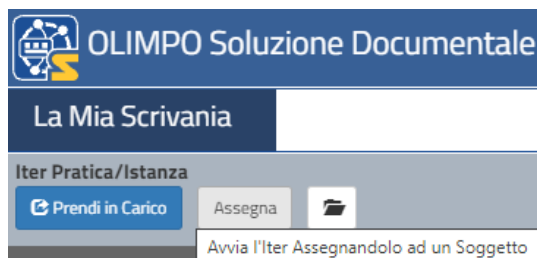 OLIMPO Soluzione Documentale
La Mia Scrivania
Iter Pratica/Istanza
Prendi in Carico Assegna
Avvia l'Iter Assegnandolo ad un Soggetto